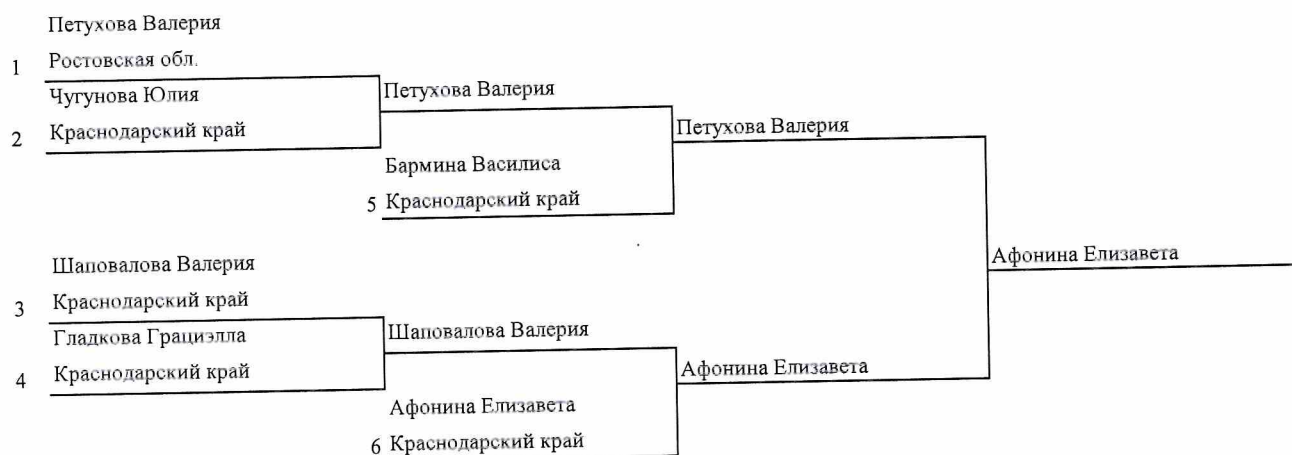 Петухова Валерия
1 Ростовская обл.
Чугунова Юлия
2 Краснодарский край
Петухова Валерия
Бармина Василиса
5 Краснодарский край
Петухова Валерия
Шаповалова Валерия
3 Краснодарский край
Гладкова Грациэлла
4 Краснодарский край
Шаповалова Валерия
Афонина Елизавета
6 Краснодарский край
Афонина Елизавета
Афонина Елизавета